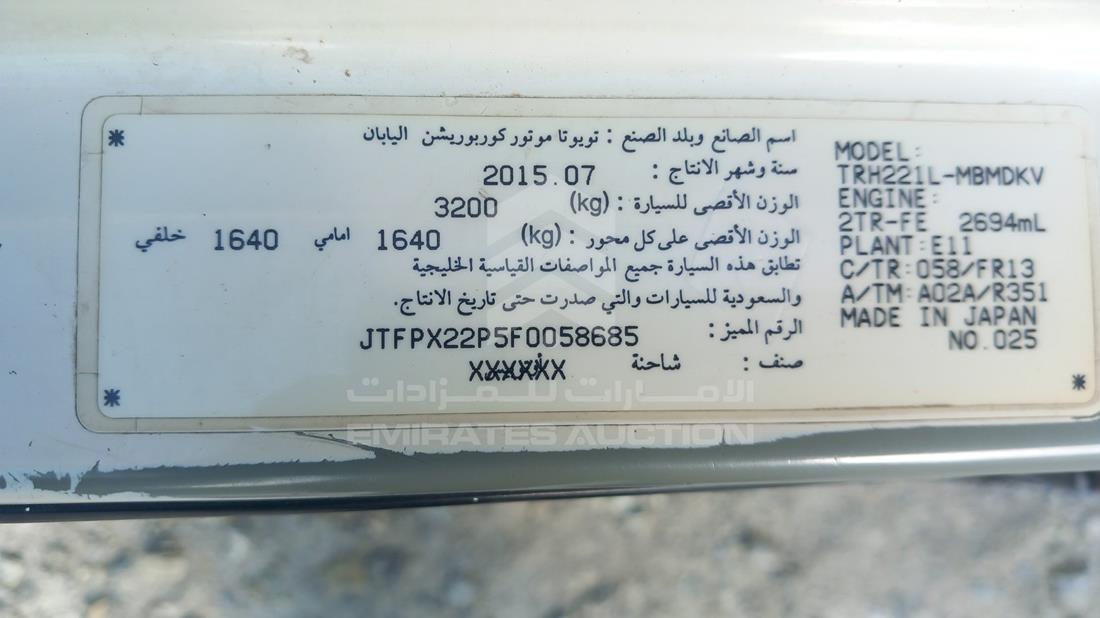 اسم الصانع وبلد الصنع : تويوتا موتور كوربوريشن اليابان
سنة وشهر الانتاج : 2015.07
الوزن الأقصى للسيارة : (kg) 3200
الوزن الأقصى على كل محور : (kg) 1640 امامي 1640 خلفي
تطابق هذه السيارة جميع المواصفات القياسية الخليجية
والسعودية للسيارات والتي صدرت حتى تاريخ الانتاج.
الرقم المميز : JTFPX22P5F0058685
صنف : شاحنة XXXXXX
MODEL:
TRH221L-MBMDKV
ENGINE:
2TR-FE 2694mL
PLANT:E11
C/TR:058/FR13
A/TM:A02A/R351
MADE IN JAPAN
NO.025
الامارات للمزادات
EMIRATES AUCTION